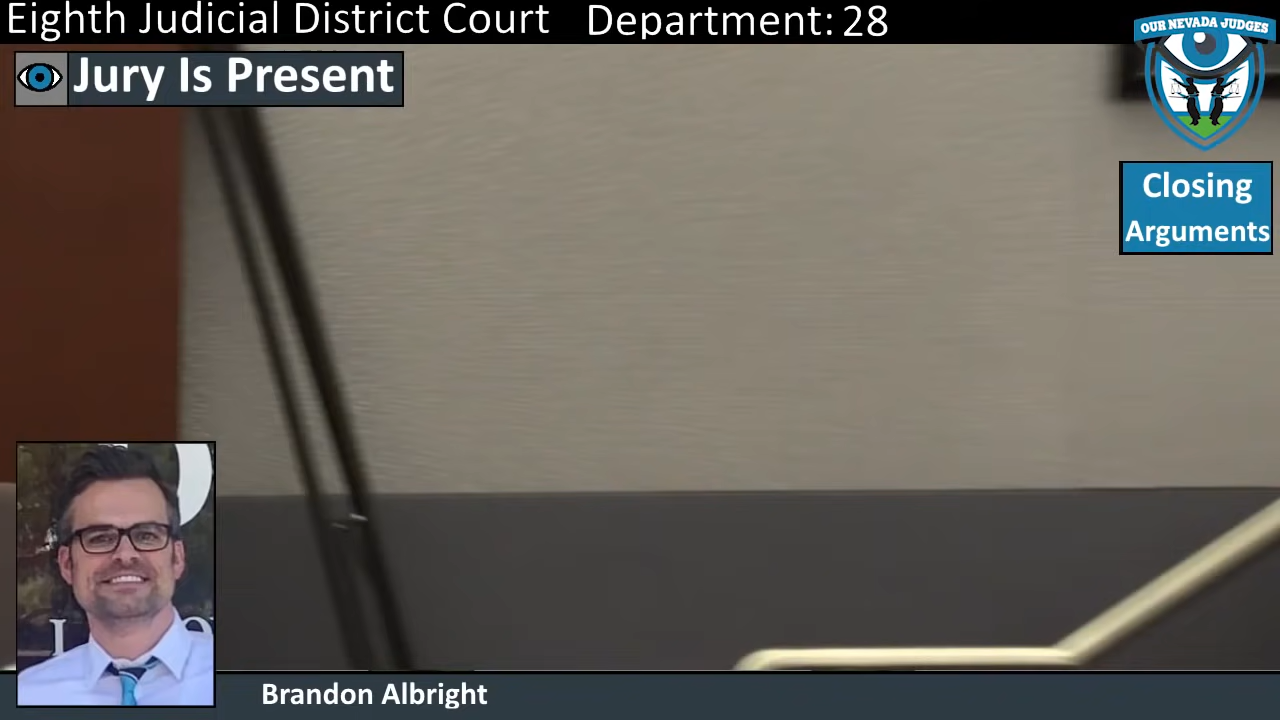 Eighth Judicial District Court Department: 28
OUR NEVADA JUDGES
Jury Is Present
Closing
Arguments
Brandon Albright